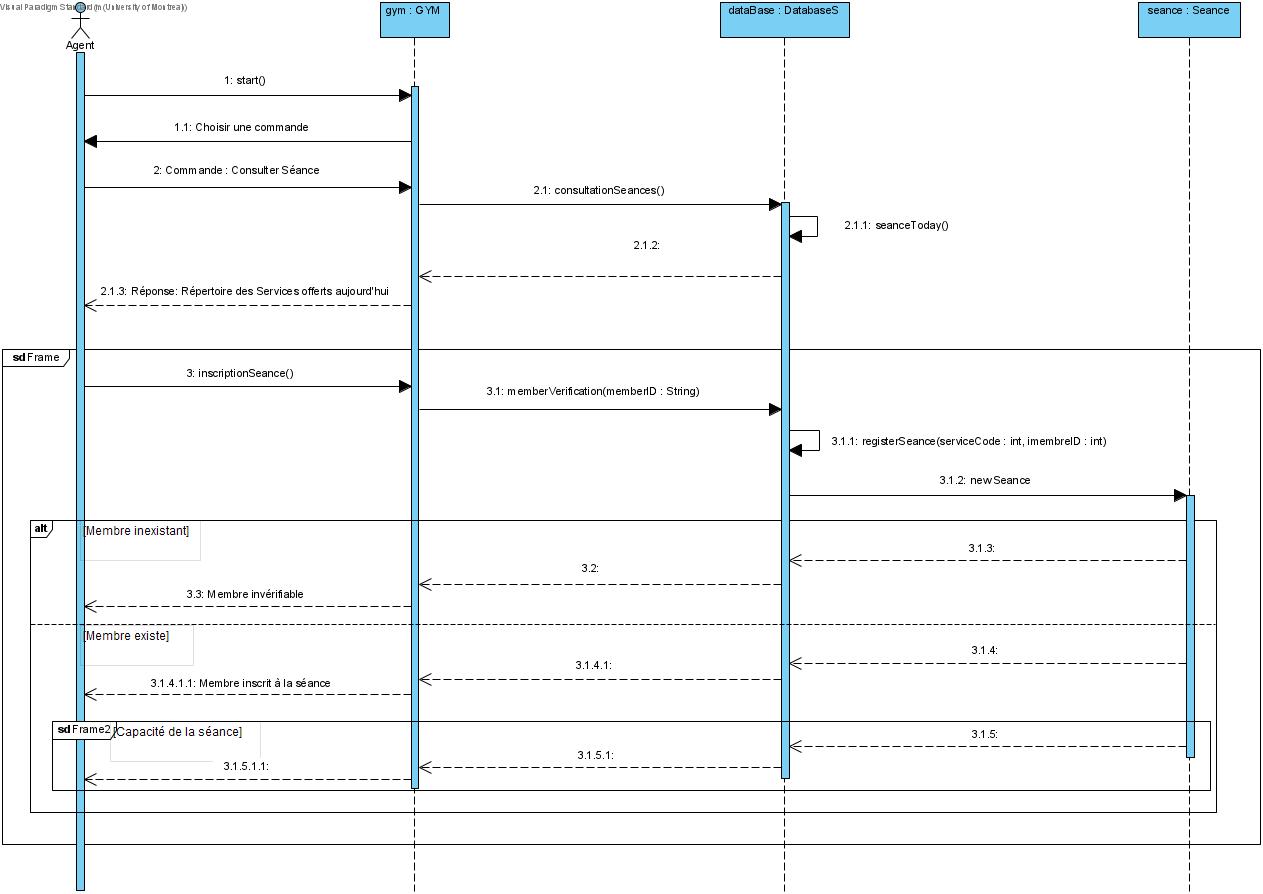 Visual Paradigm Standard(m(University of Montreal))
Agent
gym : GYM
dataBase : DatabaseS
seance : Seance
1: start()
1.1: Choisir une commande
2: Commande : Consulter Séance
2.1: consultationSeances()
2.1.1: seanceToday()
2.1.2:
2.1.3: Réponse: Répertoire des Services offerts aujourd'hui
sd Frame
3: inscriptionSeance()
3.1: memberVerification(memberID : String)
3.1.1: registerSeance(serviceCode : int, imembreID : int)
3.1.2: newSeance
alt
[Membre inexistant]
3.1.3:
3.2:
3.3: Membre invérifiable
[Membre existe]
3.1.4:
3.1.4.1:
3.1.4.1.1: Membre inscrit à la séance
sd Frame2
[Capacité de la séance]
3.1.5:
3.1.5.1:
3.1.5.1.1: